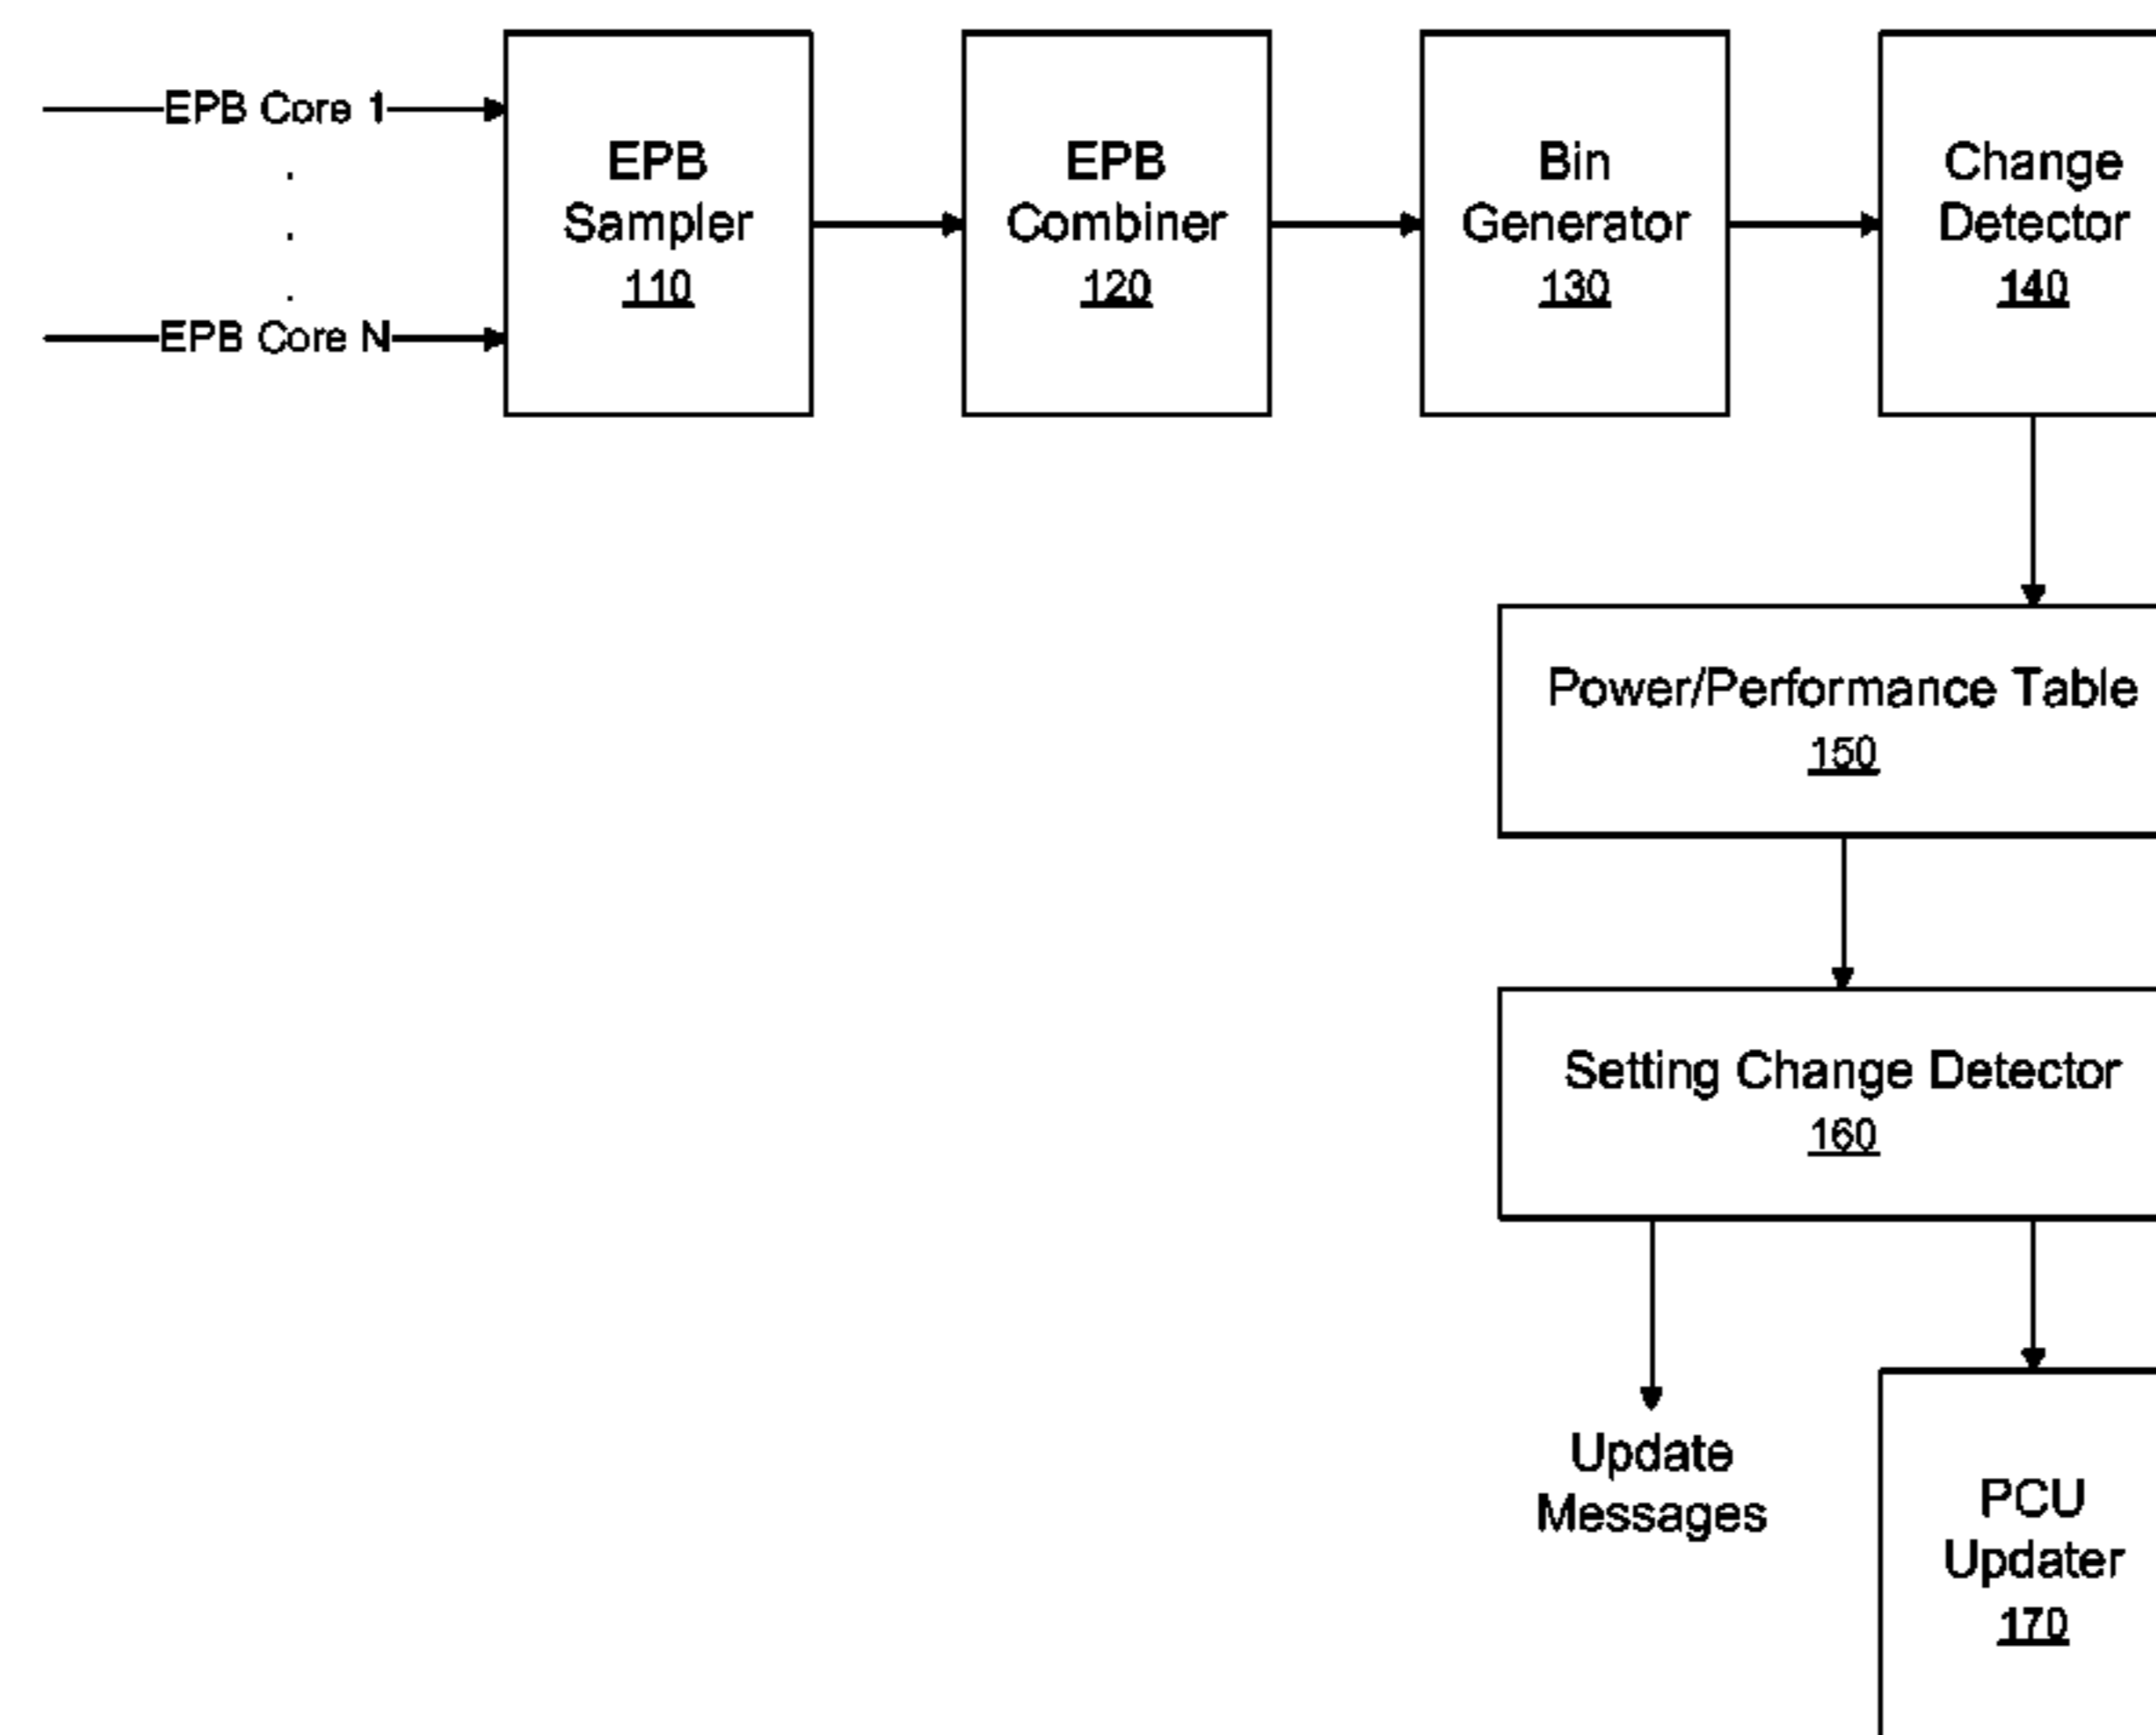 EPB Core 1
EPB Core N
EPB
Sampler
110
EPB
Combiner
120
Bin
Generator
130
Change
Detector
140
Power/Performance Table
150
Setting Change Detector
160
Update
Messages
PCU
Updater
170